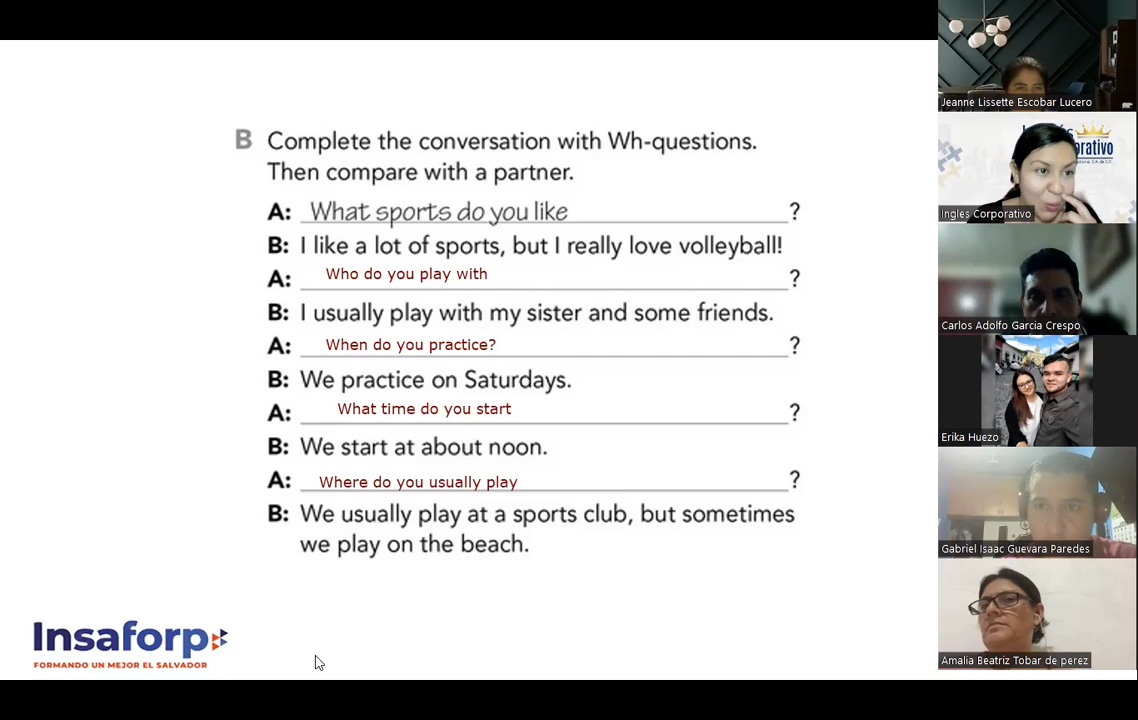 B Complete the conversation with Wh-questions.
Then compare with a partner.
A: What sports do you like ?
B: I like a lot of sports, but I really love volleyball!
A: Who do you play with ?
B: I usually play with my sister and some friends.
A: When do you practice? ?
B: We practice on Saturdays.
A: What time do you start ?
B: We start at about noon.
A: Where do you usually play ?
B: We usually play at a sports club, but sometimes
we play on the beach.
Insaforp
FORMANDO UN MEJOR EL SALVADOR
Jeanne Lissette Escobar Lucero
Ingles Corporativo
Carlos Adolfo Garcia Crespo
Erika Huezo
Gabriel Isaac Guevara Paredes
Amalia Beatriz Tobar de perez